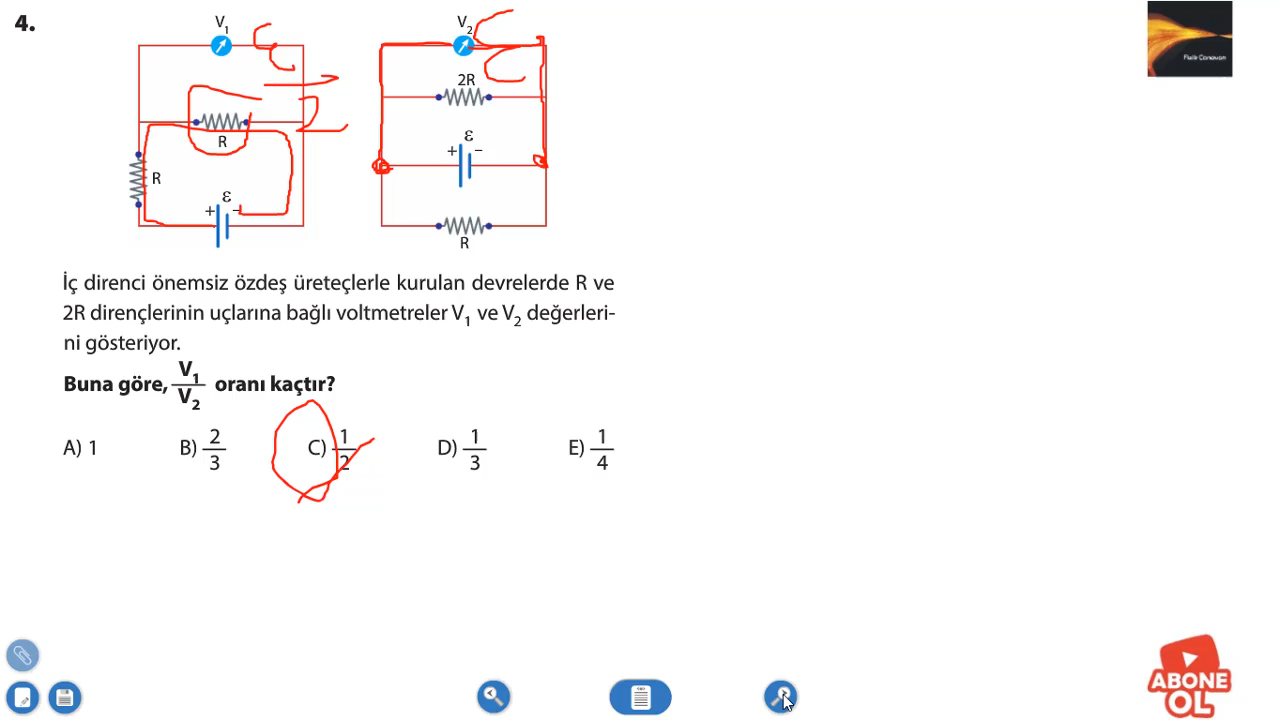 4.
V1
R
R
ε
+ −
V2
2R
ε
+ −
R
İç direnci önemsiz özdeş üreteçlerle kurulan devrelerde R ve
2R dirençlerinin uçlarına bağlı voltmetreler V1 ve V2 değerleri-
ni gösteriyor.
Buna göre, V1/V2 oranı kaçtır?
A) 1 B) 2/3 C) 1/2 D) 1/3 E) 1/4
Fizik Canavarı
ABONE
OL